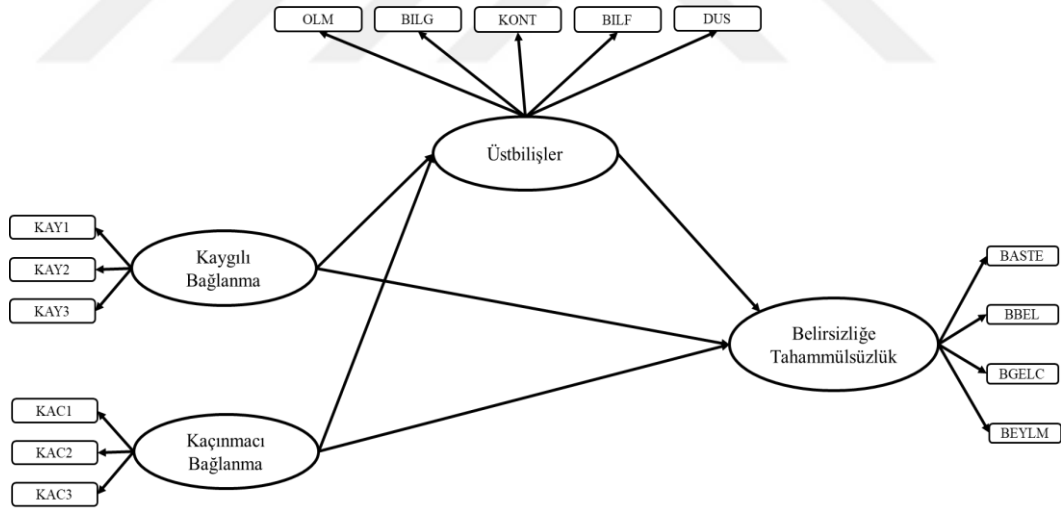 OLM
BILG
KONT
BILF
DUS
Üstbilişler
KAY1
KAY2
KAY3
Kaygılı
Bağlanma
BASTE
BBEL
BGELC
BEYLM
Belirsizliğe
Tahammülsüzlük
KAC1
KAC2
KAC3
Kaçınmacı
Bağlanma